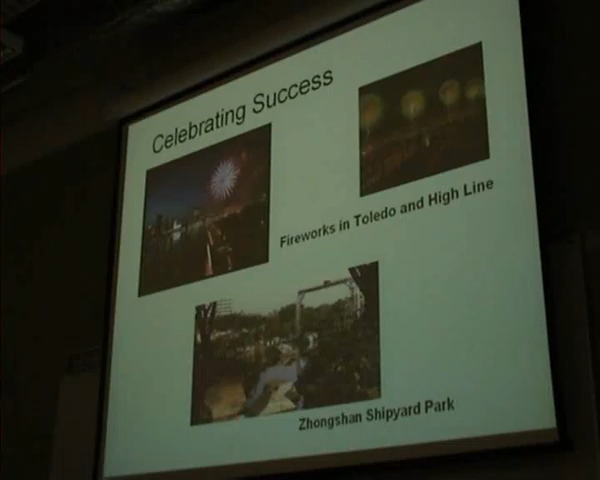 Celebrating Success
Fireworks in Toledo and High Line
Zhongshan Shipyard Park